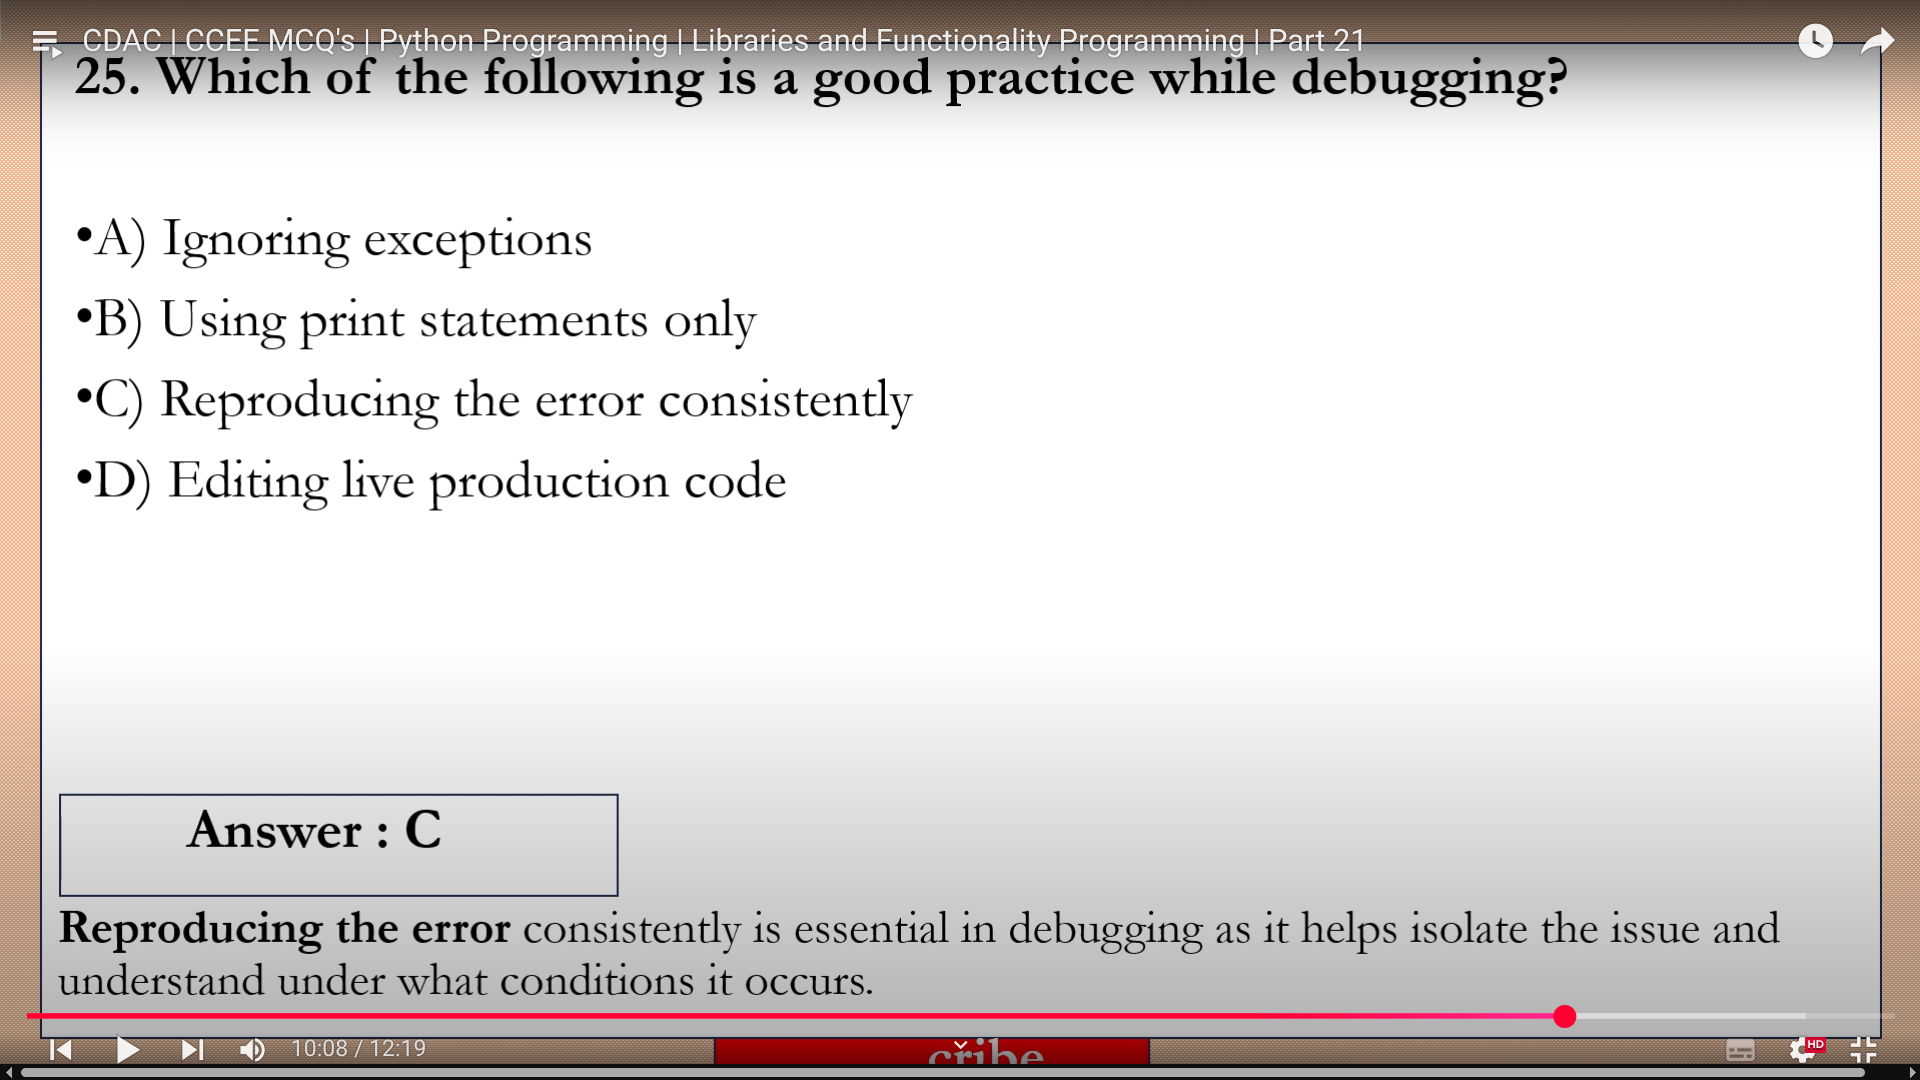 CDAC | CCEE MCQ's | Python Programming | Libraries and Functionality Programming | Part 21
25. Which of the following is a good practice while debugging?
•A) Ignoring exceptions
•B) Using print statements only
•C) Reproducing the error consistently
•D) Editing live production code
Answer : C
Reproducing the error consistently is essential in debugging as it helps isolate the issue and
understand under what conditions it occurs.
10:08 / 12:19
cribe
HD